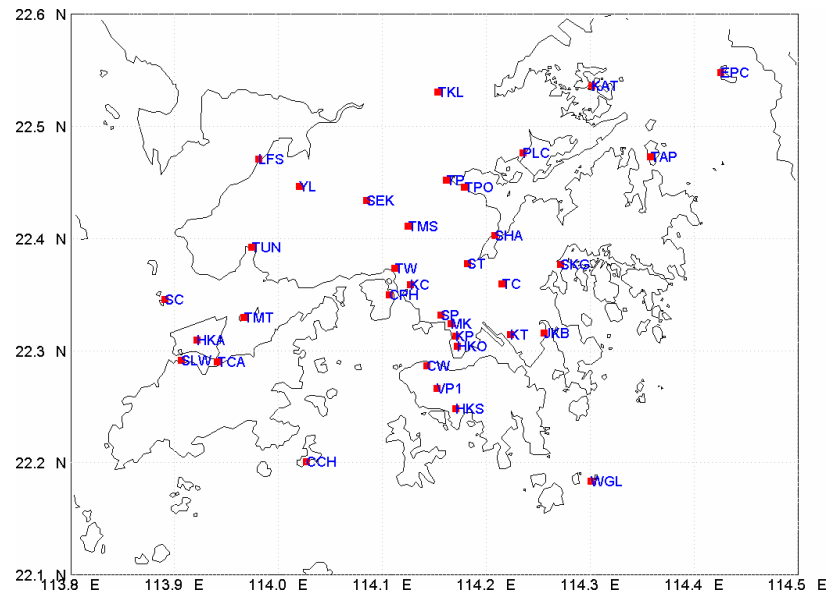 22.6 N
EPC
KAT
TKL
22.5 N
PLC
TAP
LFS
TP
YL
TPO
SEK
TMS
22.4 N
SHA
TUN
ST
SKG
TW
KC
TC
CPH
SC
TMT
SP
MK
HKA
KP
KT
JKB
22.3 N
HKO
SLW
TCA
CW
VP1
HKS
22.2 N
CCH
WGL
22.1 N
113.8 E
113.9 E
114.0 E
114.1 E
114.2 E
114.3 E
114.4 E
114.5 E